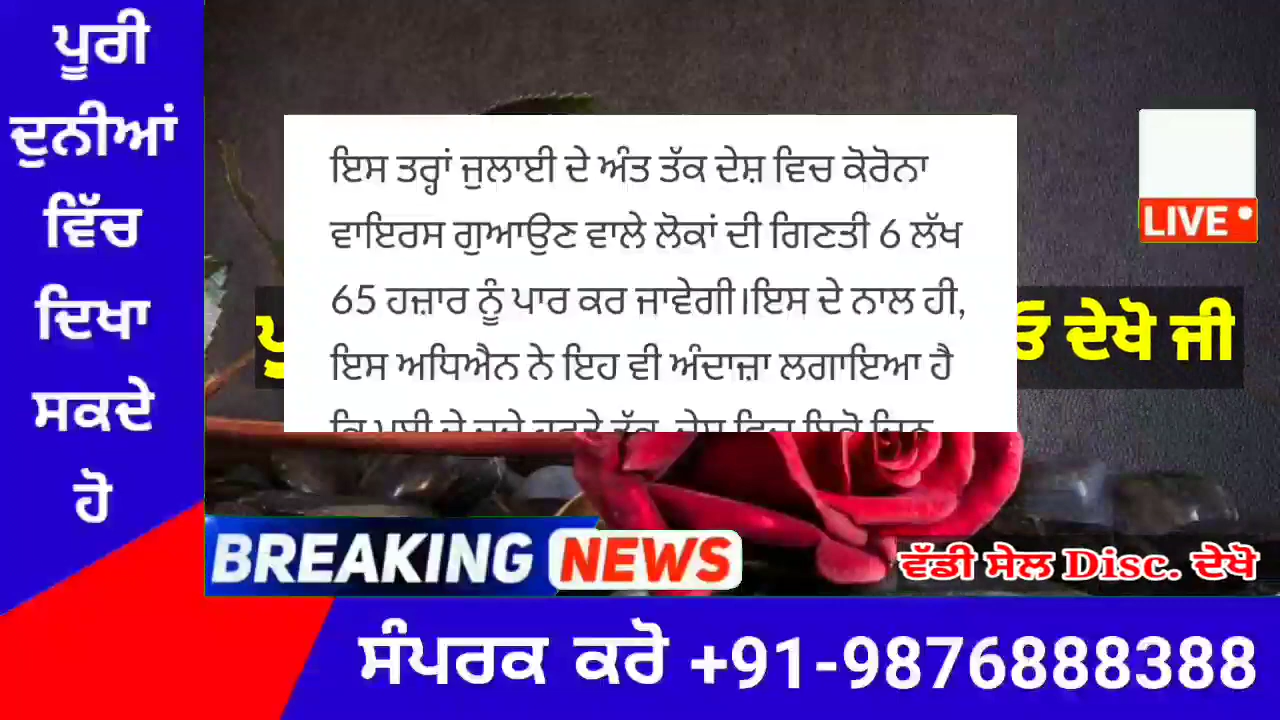 ਪੂਰੀ
ਦੁਨੀਆਂ
ਵਿੱਚ
ਦਿਖਾ
ਸਕਦੇ
ਹੋ
ਇਸ ਤਰ੍ਹਾਂ ਜੁਲਾਈ ਦੇ ਅੰਤ ਤੱਕ ਦੇਸ਼ ਵਿਚ ਕੋਰੋਨਾ
ਵਾਇਰਸ ਗੁਆਉਣ ਵਾਲੇ ਲੋਕਾਂ ਦੀ ਗਿਣਤੀ 6 ਲੱਖ
65 ਹਜ਼ਾਰ ਨੂੰ ਪਾਰ ਕਰ ਜਾਵੇਗੀ।ਇਸ ਦੇ ਨਾਲ ਹੀ,
ਇਸ ਅਧਿਐਨ ਨੇ ਇਹ ਵੀ ਅੰਦਾਜ਼ਾ ਲਗਾਇਆ ਹੈ
LIVE
ਦੇਖੋ ਜੀ
BREAKING NEWS
ਵੱਡੀ ਸੇਲ Disc. ਦੇਖੋ
ਸੰਪਰਕ ਕਰੋ +91-9876888388